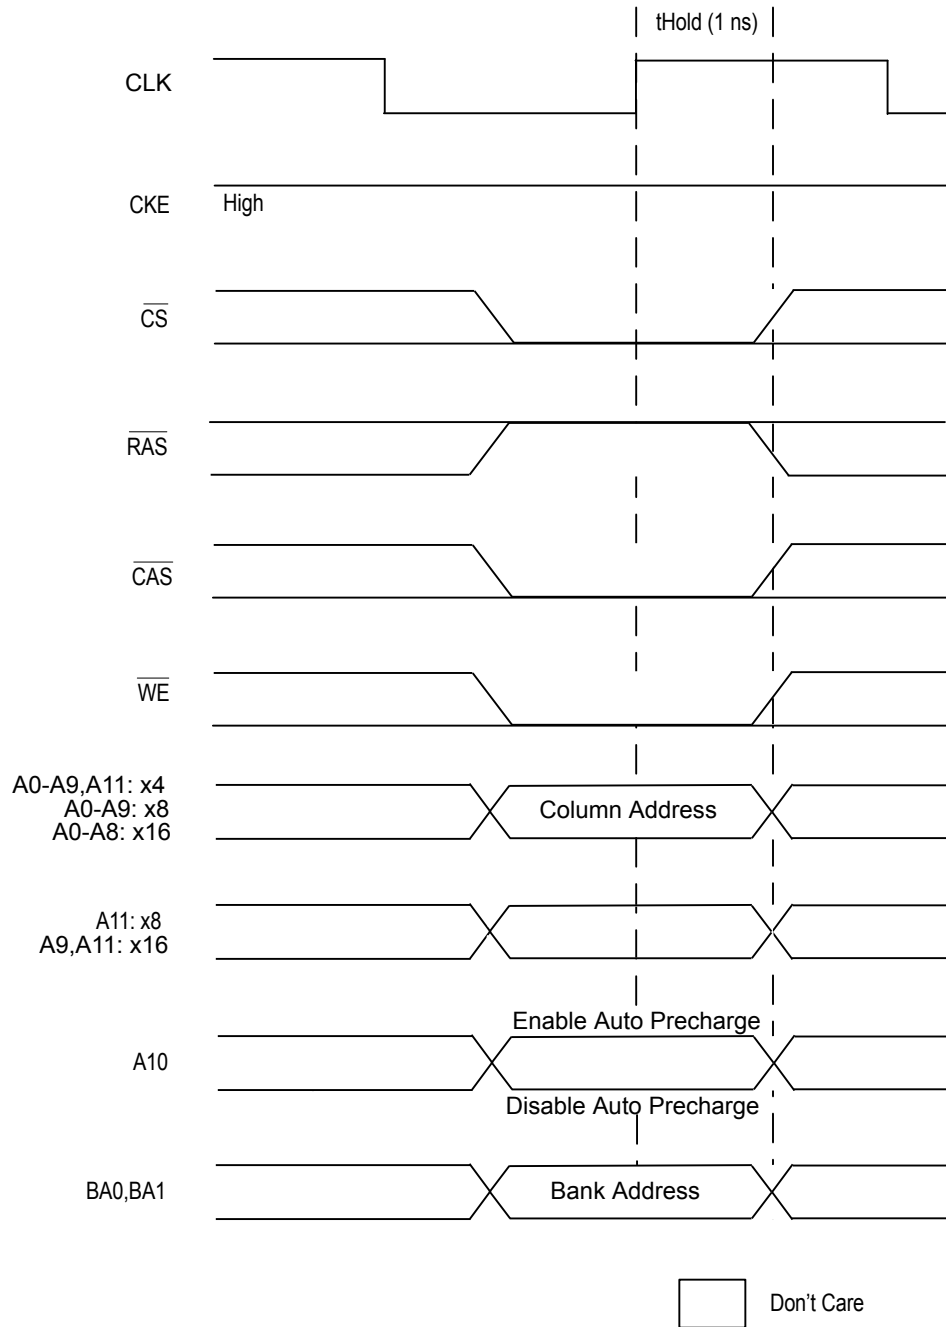 tHold (1 ns)
CLK
CKE
High
CS
RAS
CAS
WE
A0-A9,A11: x4
A0-A9: x8
A0-A8: x16
Column Address
A11: x8
A9,A11: x16
Enable Auto Precharge
A10
Disable Auto Precharge
BA0,BA1
Bank Address
Don't Care